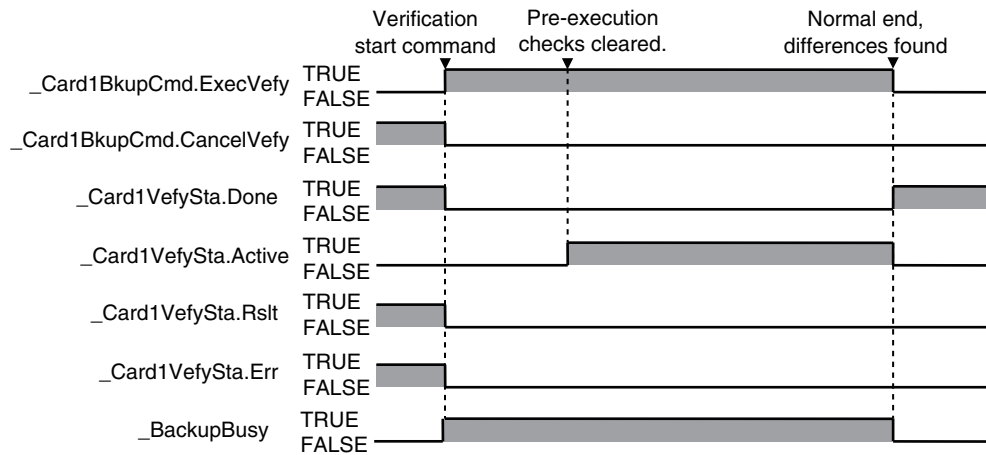 Verification
start command
Pre-execution
checks cleared.
Normal end,
differences found
_Card1BkupCmd.ExecVefy
TRUE
FALSE
_Card1BkupCmd.CancelVefy
TRUE
FALSE
_Card1VefySta.Done
TRUE
FALSE
_Card1VefySta.Active
TRUE
FALSE
_Card1VefySta.Rslt
TRUE
FALSE
_Card1VefySta.Err
TRUE
FALSE
_BackupBusy
TRUE
FALSE